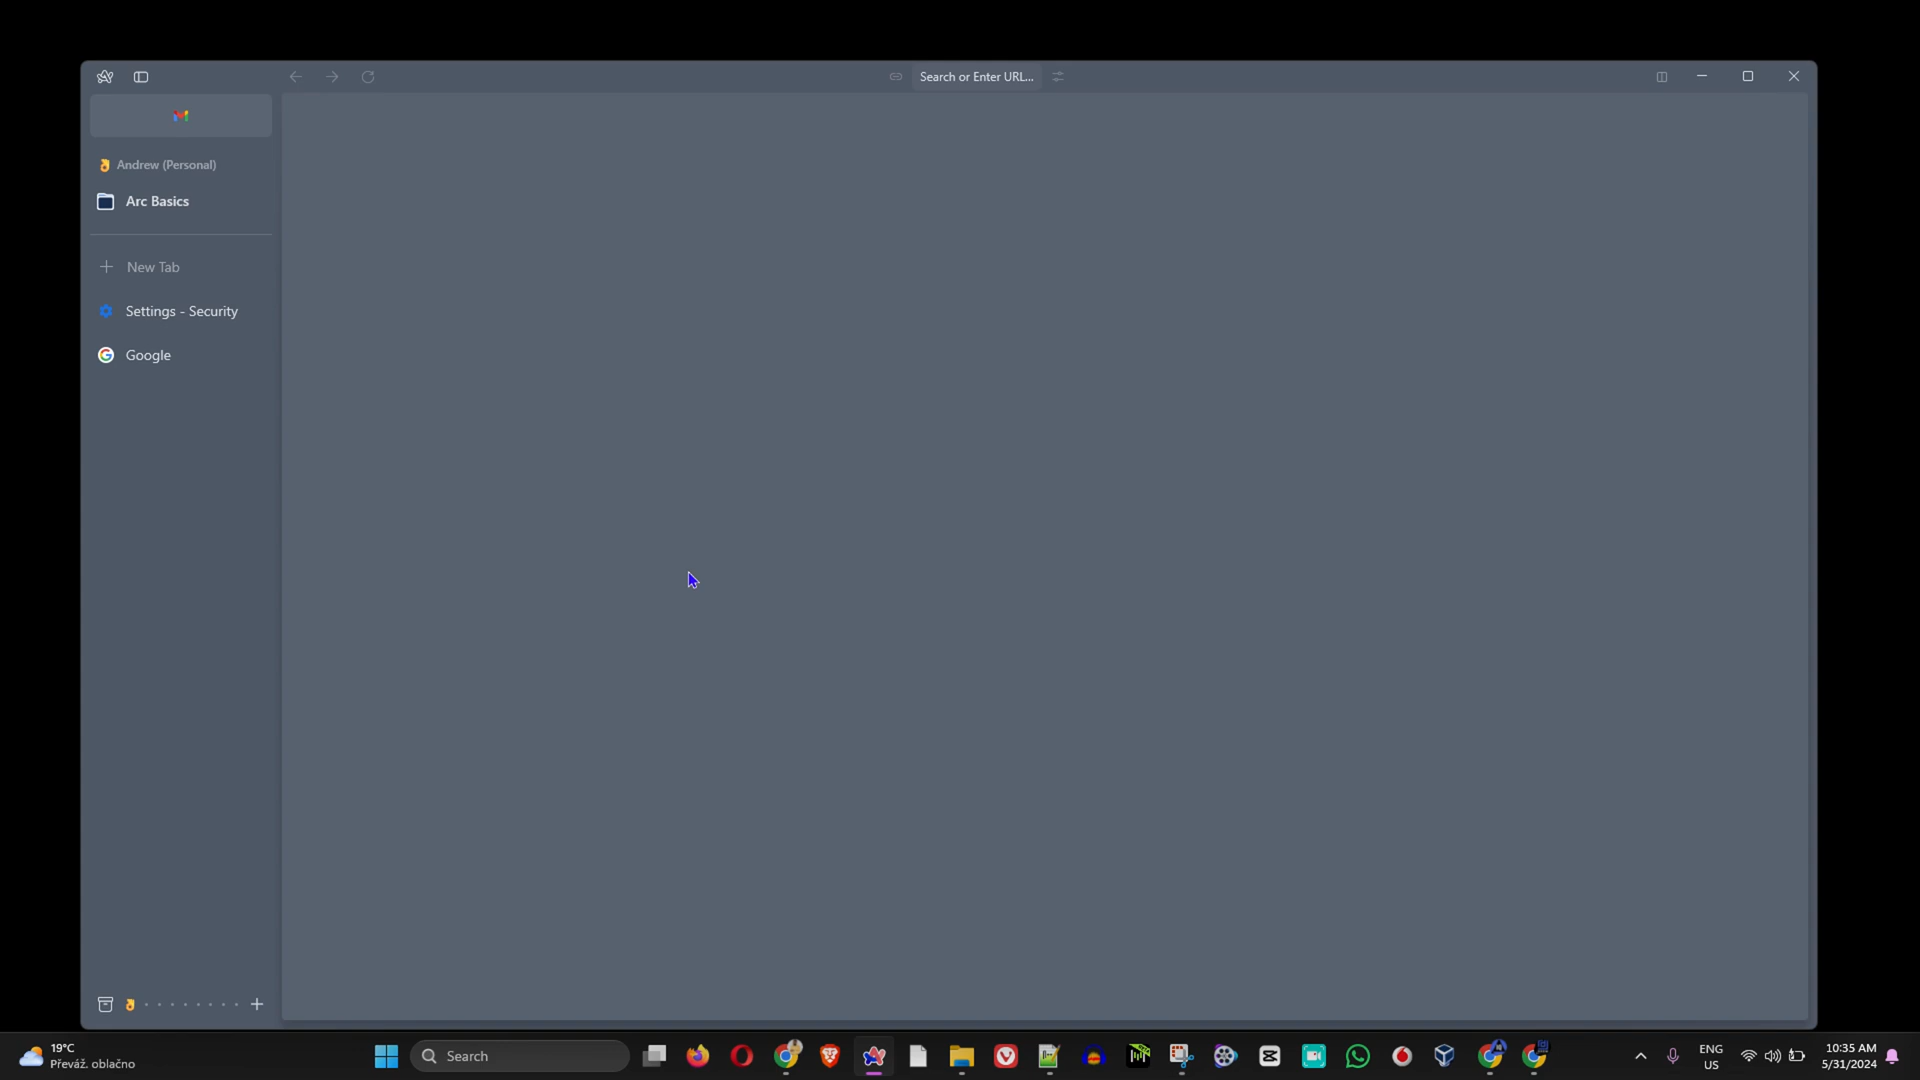 Search or Enter URL...
Andrew (Personal)
Arc Basics
New Tab
Settings - Security
Google
19°C
Převáž. oblačno
Search
ENG
US
10:35 AM
5/31/2024